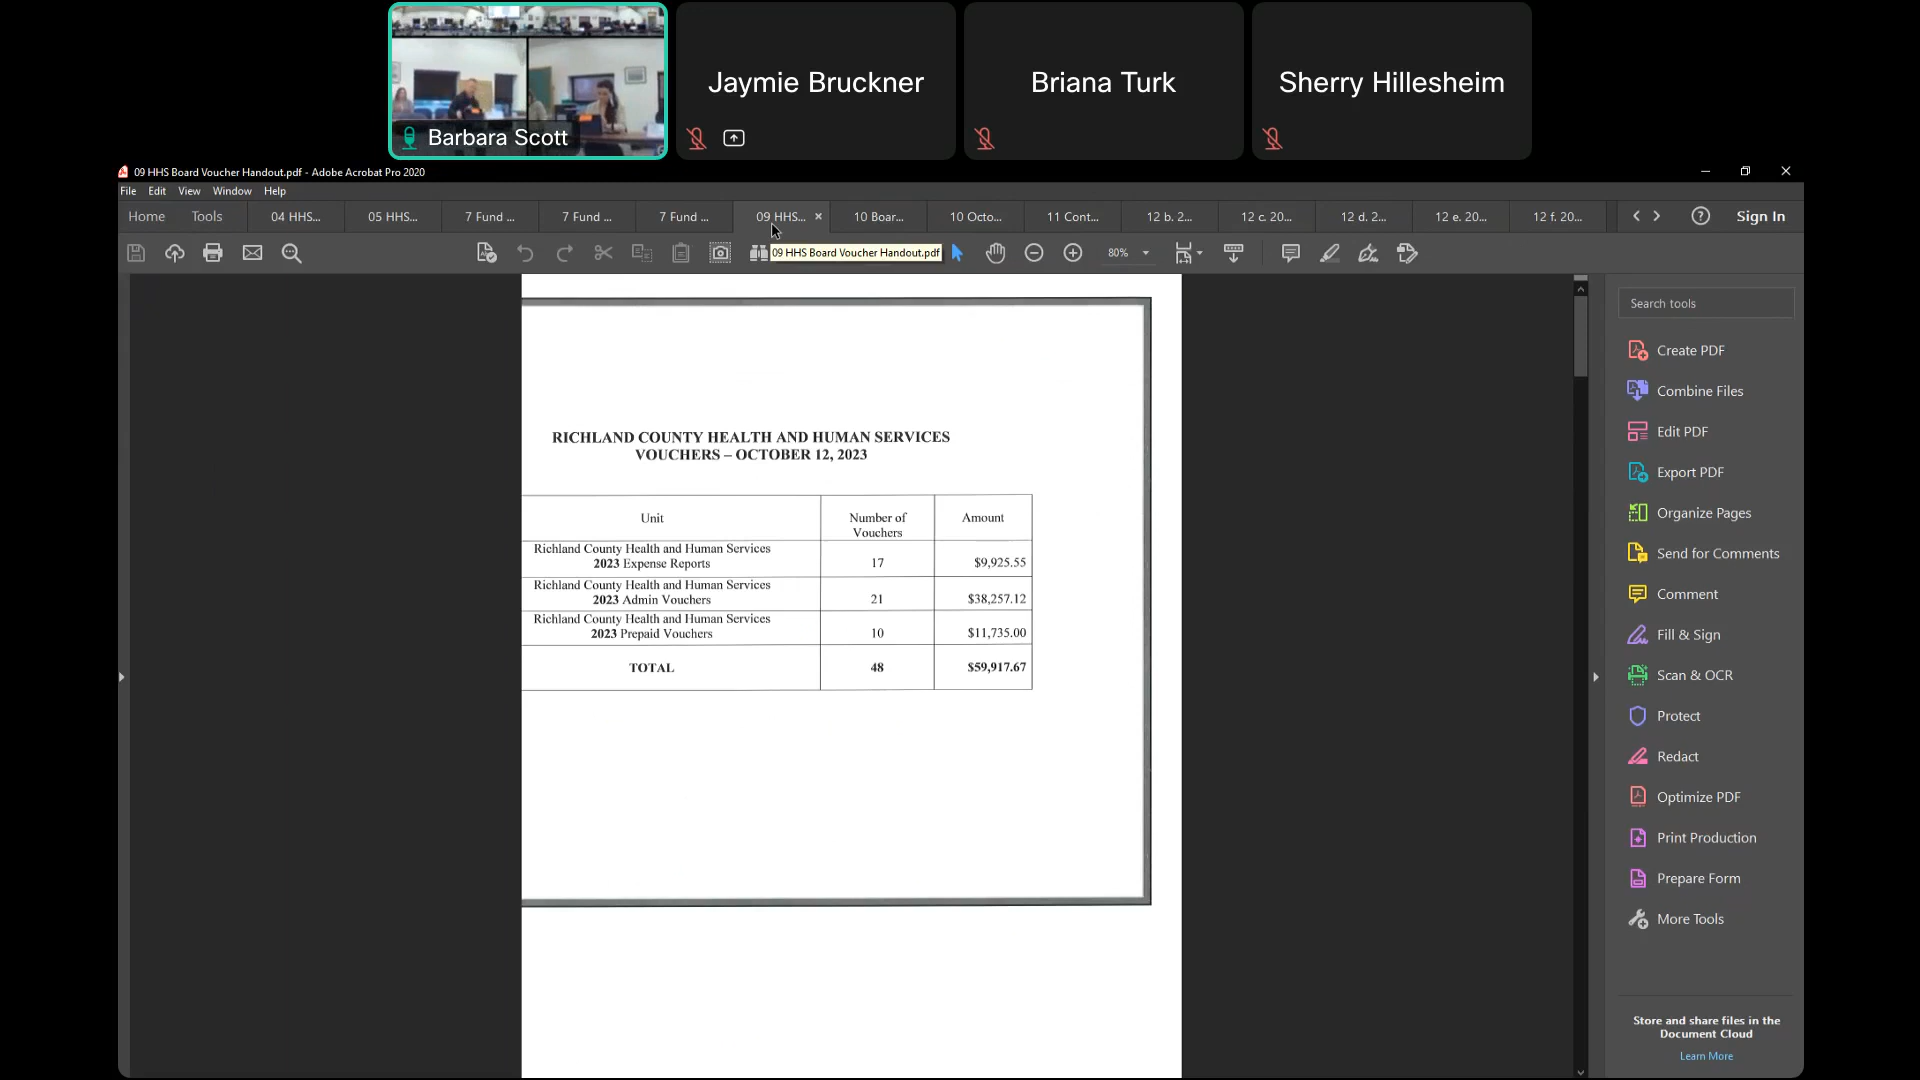 Barbara Scott
Jaymie Bruckner
Briana Turk
Sherry Hillesheim
09 HHS Board Voucher Handout.pdf - Adobe Acrobat Pro 2020
File Edit View Window Help
Home Tools 04 HHS... 05 HHS... 7 Fund ... 7 Fund ... 7 Fund ... 09 HHS... × 10 Boar... 10 Octo... 11 Cont... 12 b. 2... 12 c. 20... 12 d. 2... 12 e. 20... 12 f. 20... Sign In
09 HHS Board Voucher Handout.pdf
80%
RICHLAND COUNTY HEALTH AND HUMAN SERVICES
VOUCHERS – OCTOBER 12, 2023
Unit Number of Vouchers Amount
Richland County Health and Human Services
2023 Expense Reports 17 $9,925.55
Richland County Health and Human Services
2023 Admin Vouchers 21 $38,257.12
Richland County Health and Human Services
2023 Prepaid Vouchers 10 $11,735.00
TOTAL 48 $59,917.67
Search tools
Create PDF
Combine Files
Edit PDF
Export PDF
Organize Pages
Send for Comments
Comment
Fill & Sign
Scan & OCR
Protect
Redact
Optimize PDF
Print Production
Prepare Form
More Tools
Store and share files in the
Document Cloud
Learn More